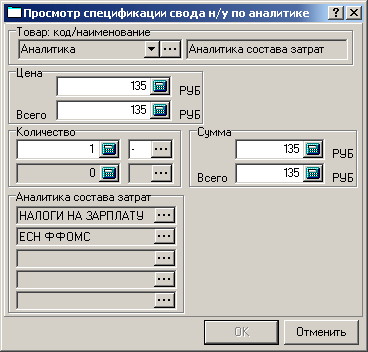 Просмотр спецификации свода н/у по аналитике
Товар: код/наименование
Аналитика ... Аналитика состава затрат
Цена
135 РУБ
Всего 135 РУБ
Количество
1 - ...
0 ...
Сумма
135 РУБ
Всего 135 РУБ
Аналитика состава затрат
НАЛОГИ НА ЗАРПЛАТУ ...
ЕСН ФФОМС ...
...
...
...
OK Отменить